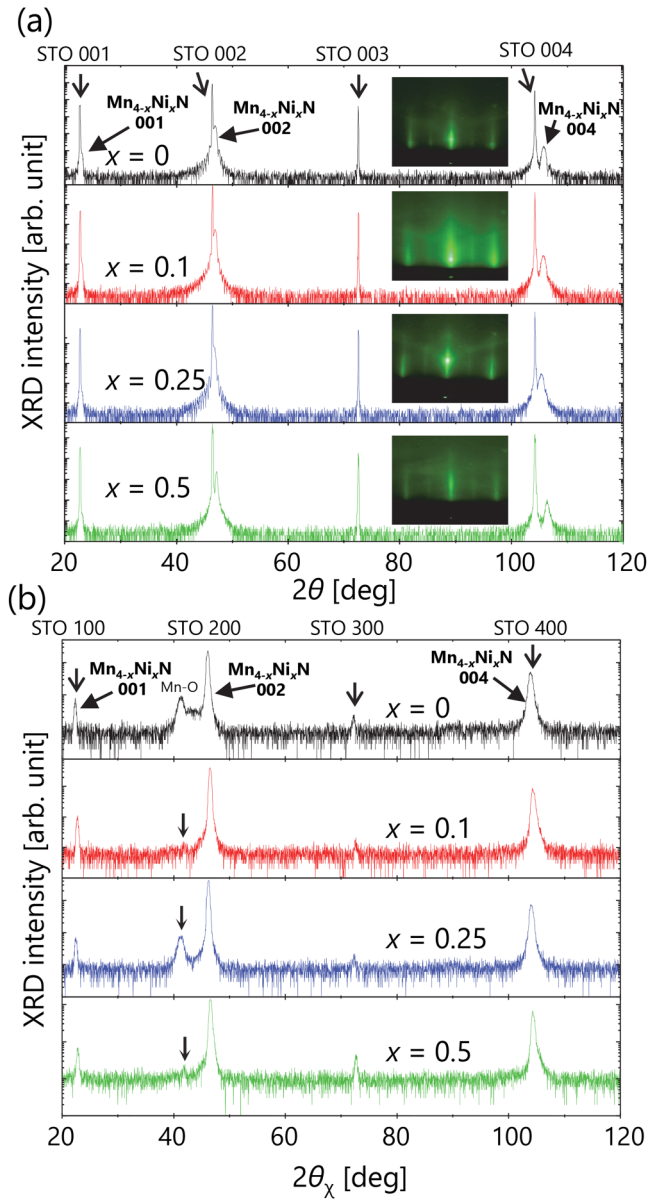 (a)
STO 001 STO 002 STO 003 STO 004
Mn4-xNixN
001
Mn4-xNixN
002
Mn4-xNixN
004
x = 0
x = 0.1
x = 0.25
x = 0.5
XRD intensity [arb. unit]
20 40 60 80 100 120
2θ [deg]
(b)
STO 100 STO 200 STO 300 STO 400
Mn4-xNixN
001
Mn-O
Mn4-xNixN
002
Mn4-xNixN
004
x = 0
x = 0.1
x = 0.25
x = 0.5
XRD intensity [arb. unit]
20 40 60 80 100 120
2θχ [deg]